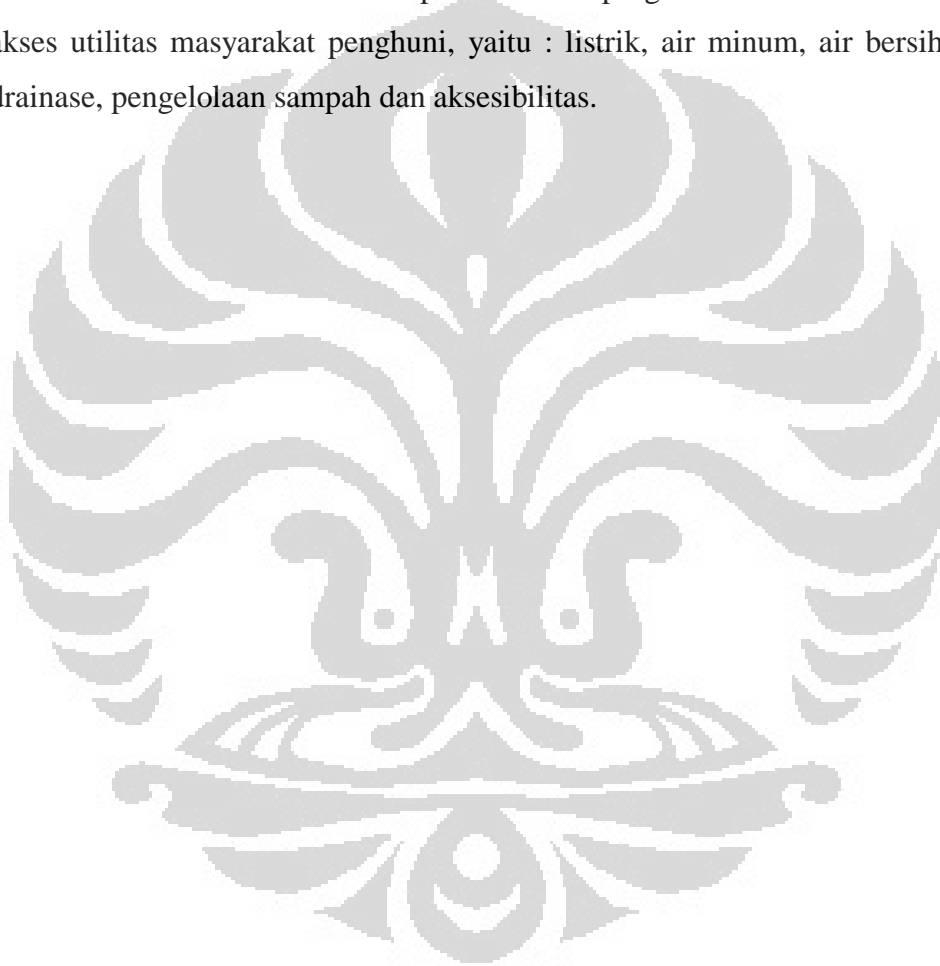 akses utilitas masyarakat penghuni, yaitu : listrik, air minum, air bersih
drainase, pengelolaan sampah dan aksesibilitas.